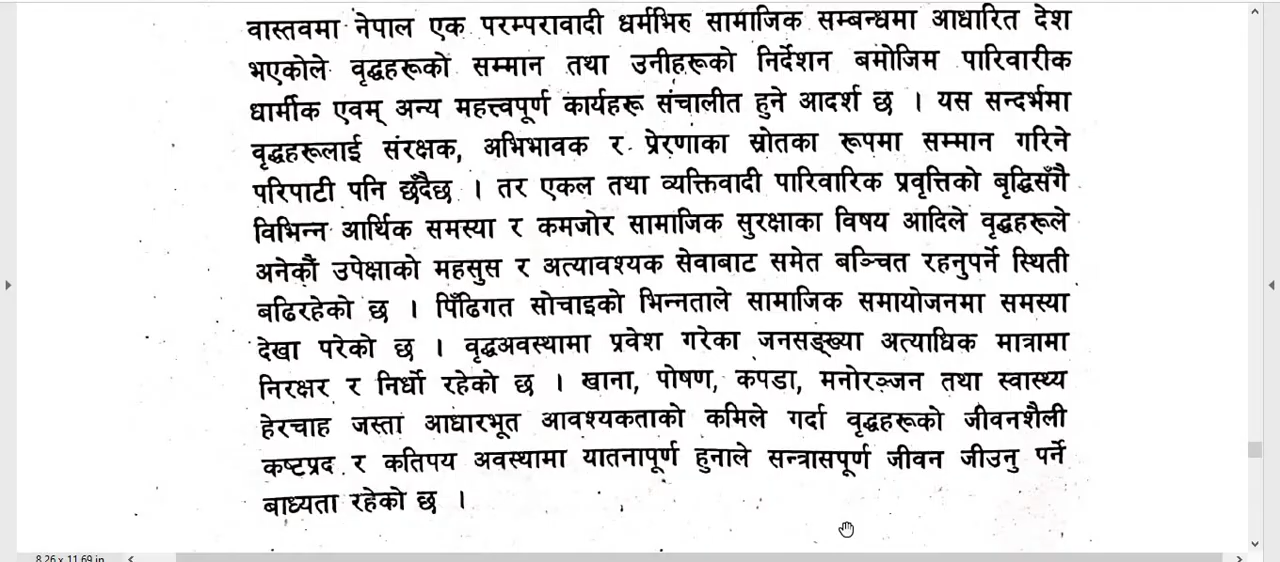 वास्तवमा नेपाल एक परम्परावादी धर्मभिरु सामाजिक सम्बन्धमा आधारित देश
भएकोले वृद्धहरूको सम्मान तथा उनीहरूको निर्देशन बमोजिम पारिवारीक
धार्मीक एवम् अन्य महत्त्वपूर्ण कार्यहरू संचालीत हुने आदर्श छ । यस सन्दर्भमा
वृद्धहरूलाई संरक्षक, अभिभावक र प्रेरणाका स्रोतका रूपमा सम्मान गरिने
परिपाटी पनि छँदैछ । तर एकल तथा व्यक्तिवादी पारिवारिक प्रवृत्तिको बृद्धिसँगै
विभिन्न आर्थिक समस्या र कमजोर सामाजिक सुरक्षाका विषय आदिले वृद्धहरूले
अनेकौं उपेक्षाको महसुस र अत्यावश्यक सेवाबाट समेत बञ्चित रहनुपर्ने स्थिती
बढिरहेको छ । पिँढिगत सोचाइको भिन्नताले सामाजिक समायोजनमा समस्या
देखा परेको छ । वृद्धअवस्थामा प्रवेश गरेका जनसङ्ख्या अत्याधिक मात्रामा
निरक्षर र निर्धो रहेको छ । खाना, पोषण, कपडा, मनोरञ्जन तथा स्वास्थ्य
हेरचाह जस्ता आधारभूत आवश्यकताको कमिले गर्दा वृद्धहरूको जीवनशैली
कष्टप्रद र कतिपय अवस्थामा यातनापूर्ण हुनाले सन्त्रासपूर्ण जीवन जीउनु पर्ने
बाध्यता रहेको छ ।
8.26 x 11.69 in